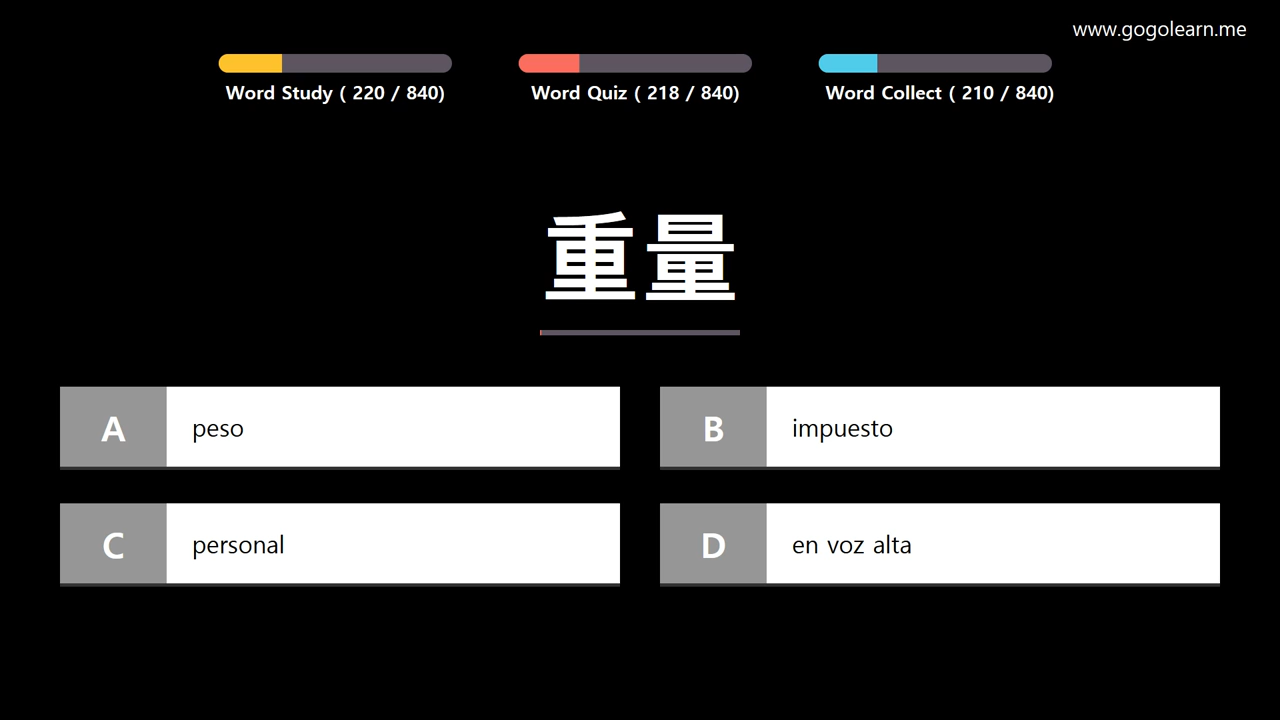 www.gogolearn.me
Word Study ( 220 / 840)
Word Quiz ( 218 / 840)
Word Collect ( 210 / 840)
重量
A peso
B impuesto
C personal
D en voz alta